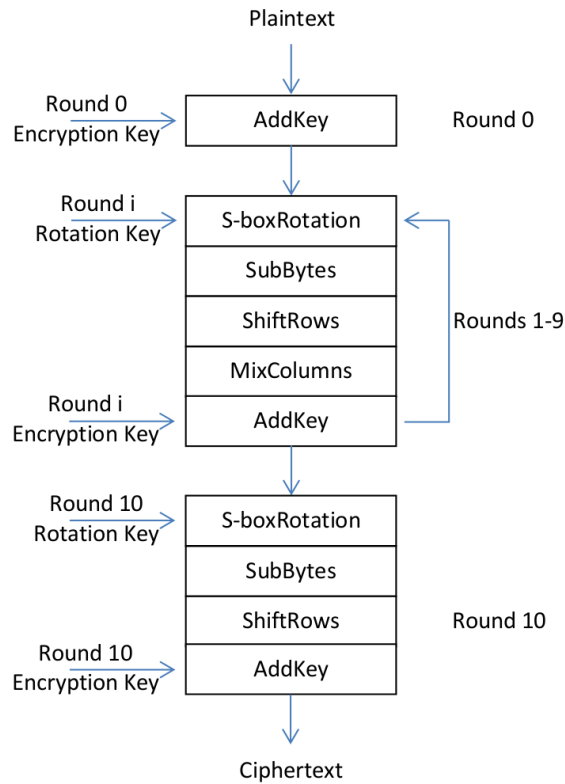 Plaintext
Round 0
Encryption Key
AddKey
Round 0
Round i
Rotation Key
S-boxRotation
SubBytes
ShiftRows
Rounds 1-9
MixColumns
Round i
Encryption Key
AddKey
Round 10
Rotation Key
S-boxRotation
SubBytes
ShiftRows
Round 10
Round 10
Encryption Key
AddKey
Ciphertext